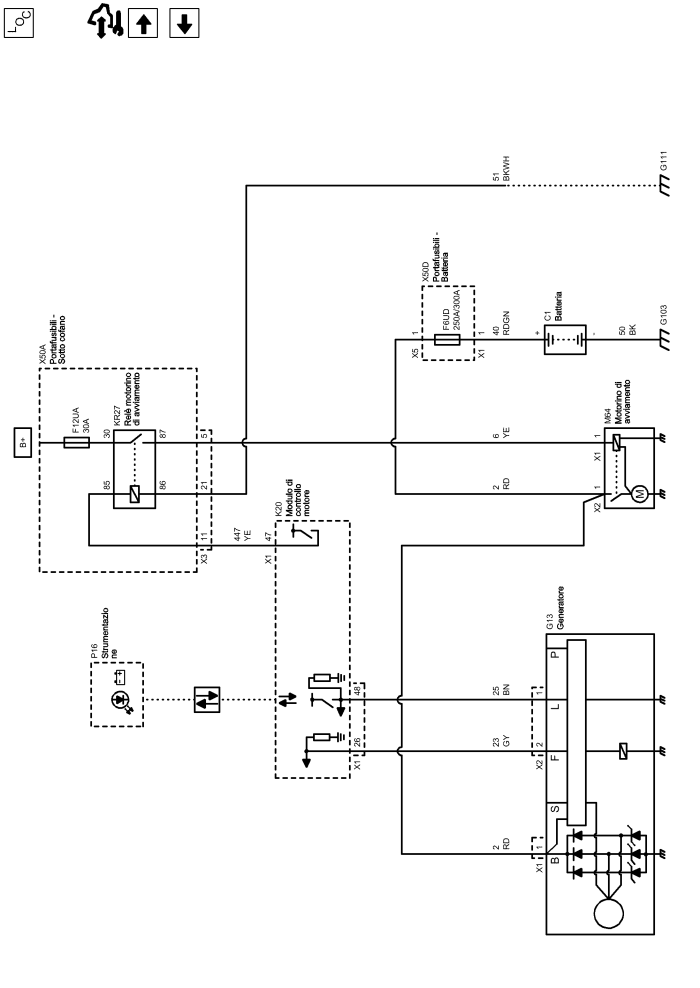 LOC
B+
X50A
Portafusibili -
Sotto cofano
F12UA
30A
KR27
Relè motorino
di avviamento
85
30
86
87
X3
11
21
5
447
YE
P16
Strumentazio
ne
- +
K20
Modulo di
controllo
motore
X1
47
X1
26
48
51
BKWH
G111
X50D
Portafusibili -
Batteria
F6UD
250A/300A
X5
1
X1
1
40
RDGN
C1
Batteria
+
-
50
BK
G103
6
YE
2
RD
M64
Motorino di
avviamento
X1
1
X2
1
M
25
BN
23
GY
2
RD
G13
Generatore
X2
2
1
X1
1
P
L
F
S
B